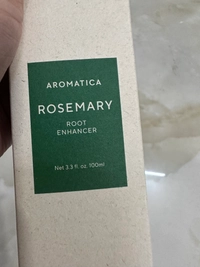 AROMATICA
ROSEMARY
ROOT
ENHANCER
Net 3.3 fl. oz. 100ml